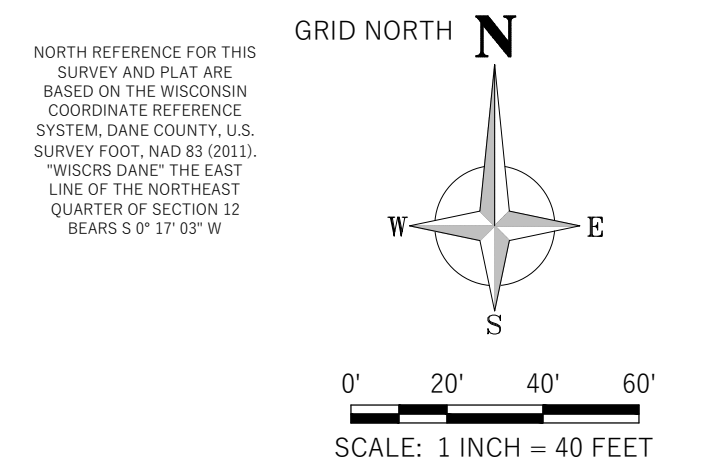 NORTH REFERENCE FOR THIS
SURVEY AND PLAT ARE
BASED ON THE WISCONSIN
COORDINATE REFERENCE
SYSTEM, DANE COUNTY, U.S.
SURVEY FOOT, NAD 83 (2011).
"WISCRS DANE" THE EAST
LINE OF THE NORTHEAST
QUARTER OF SECTION 12
BEARS S 0° 17' 03" W
GRID NORTH N
W E
S
0' 20' 40' 60'
SCALE: 1 INCH = 40 FEET